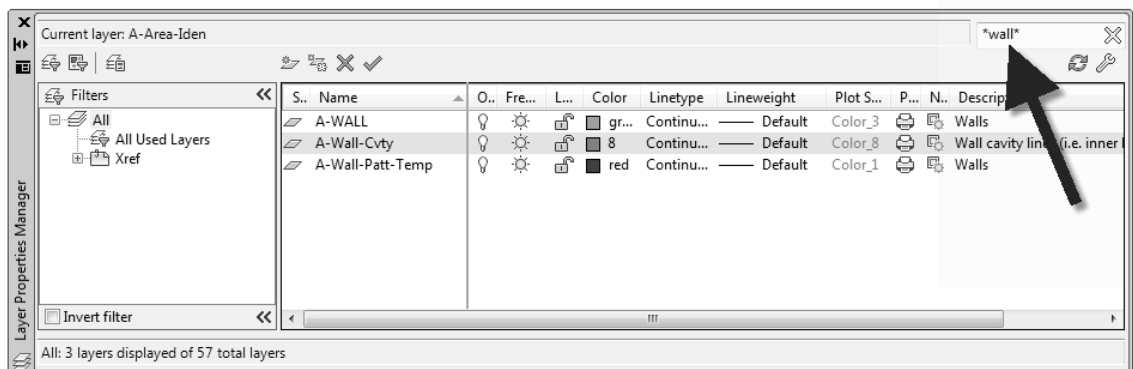 Current layer: A-Area-Iden
*wall*
Filters
S.. Name O.. Fre... L... Color Linetype Lineweight Plot S... P... N.. Descrip
All
All Used Layers
Xref
A-WALL gr... Continu... Default Color_3 Walls
A-Wall-Cvty 8 Continu... Default Color_8 Wall cavity lin (i.e. inner
A-Wall-Patt-Temp red Continu... Default Color_1 Walls
Invert filter
All: 3 layers displayed of 57 total layers
Layer Properties Manager